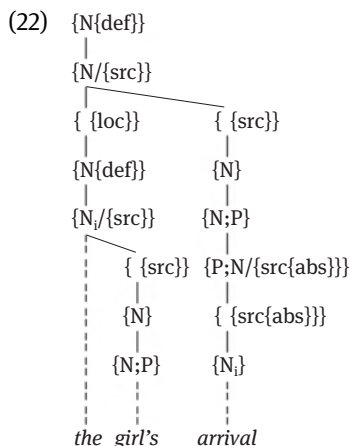 (22) {N{def}}
{N/{src}}
{ {loc}} { {src}}
{N{def}} {N}
{Nᵢ/{src}} {N;P}
{ {src}} {P;N/{src{abs}}}
{N} { {src{abs}}}
{N;P} {Nᵢ}
the girl's arrival